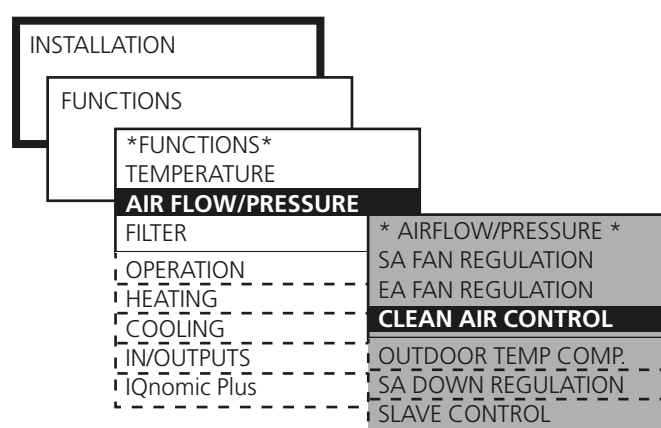 INSTALLATION
FUNCTIONS
*FUNCTIONS*
TEMPERATURE
AIR FLOW/PRESSURE
FILTER
OPERATION
HEATING
COOLING
IN/OUTPUTS
IQnomic Plus
* AIRFLOW/PRESSURE *
SA FAN REGULATION
EA FAN REGULATION
CLEAN AIR CONTROL
OUTDOOR TEMP COMP.
SA DOWN REGULATION
SLAVE CONTROL